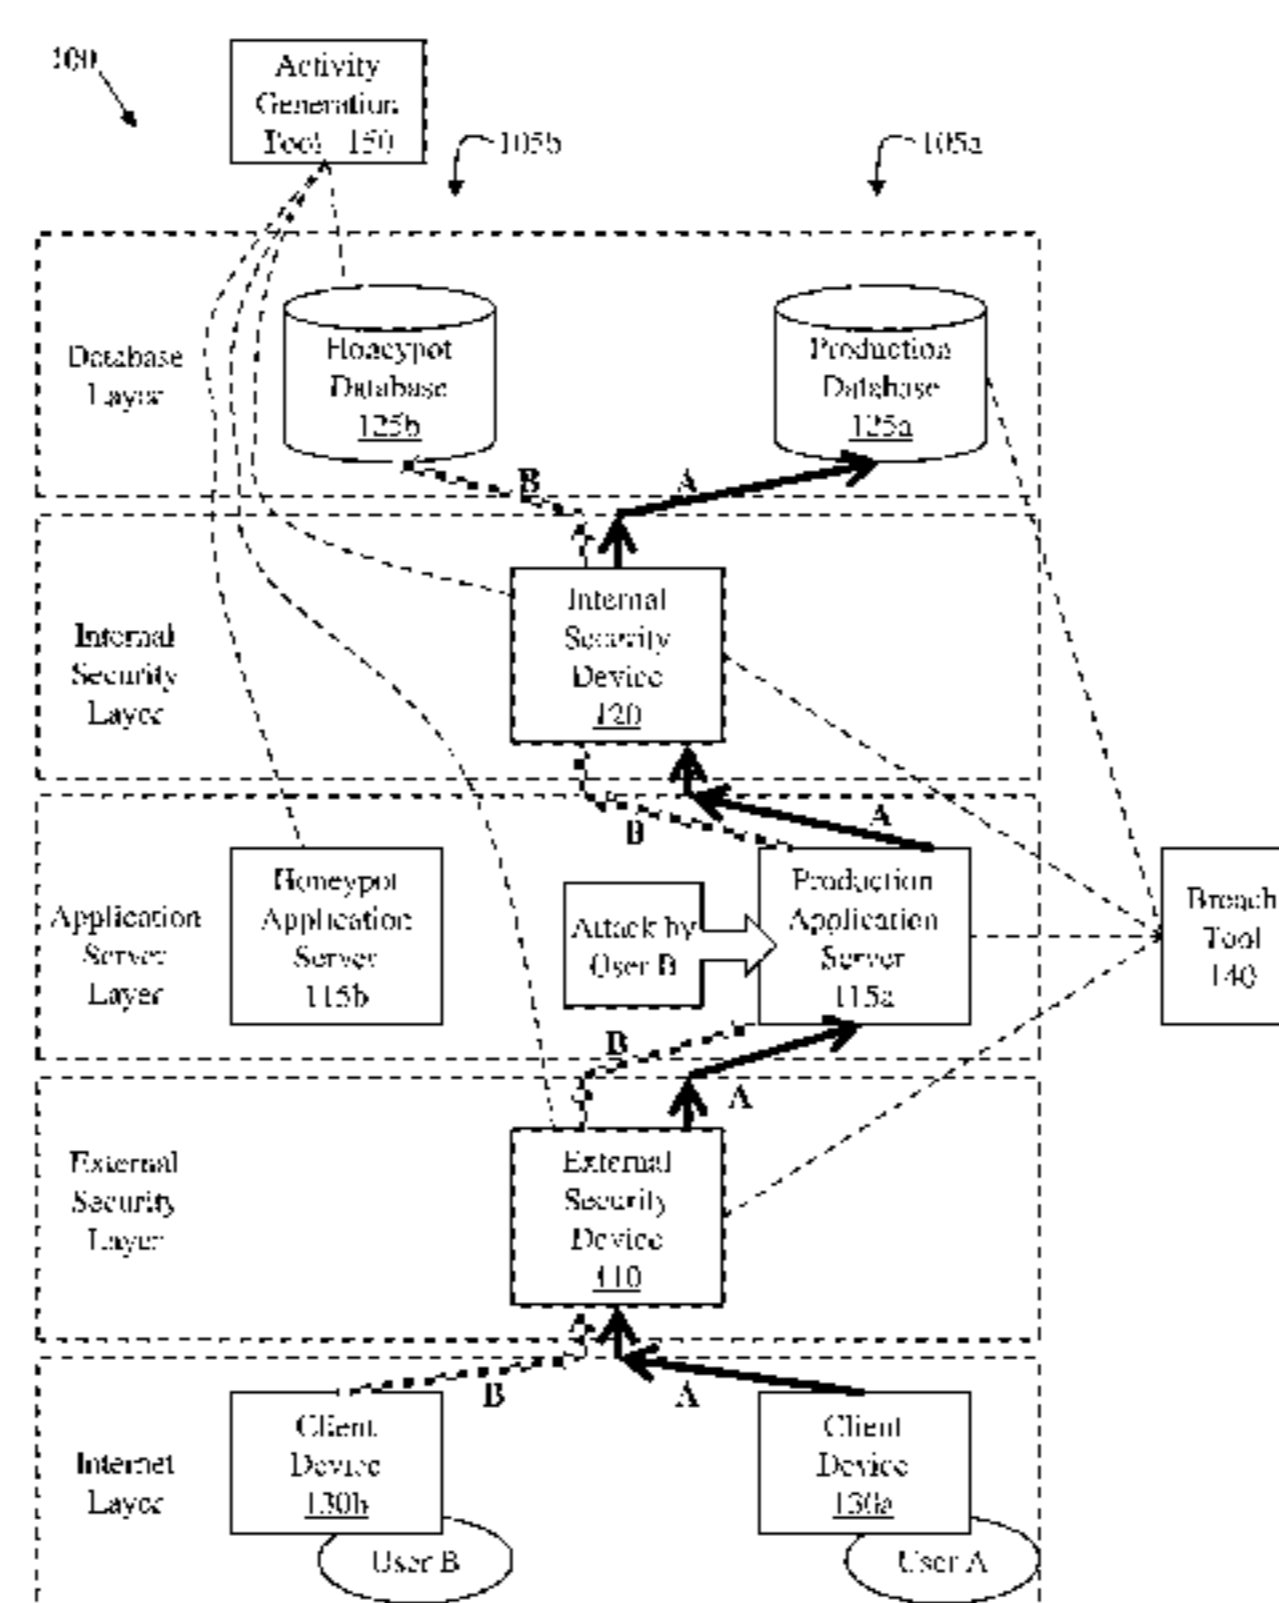 100
Activity
Generation
Tool 150
105b
105a
Database
Layer
Honeypot
Database
125b
Production
Database
125a
B
A
Internal
Security
Layer
Internal
Security
Device
120
B
A
Application
Server
Layer
Honeypot
Application
Server
115b
Attack by
User B
Production
Application
Server
115a
Breach
Tool
140
B
A
External
Security
Layer
External
Security
Device
110
B
A
Internet
Layer
Client
Device
130b
User B
Client
Device
130a
User A